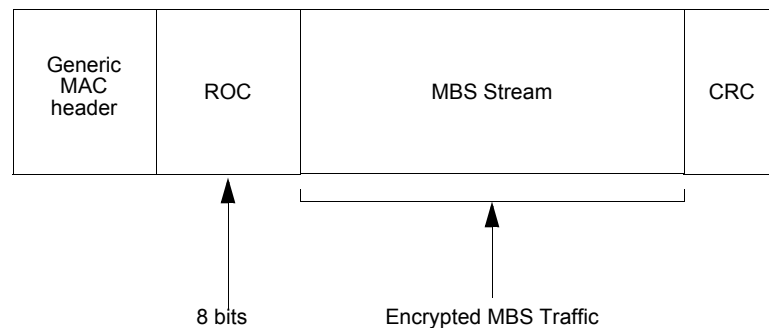 Generic
MAC
header
ROC
MBS Stream
CRC
8 bits
Encrypted MBS Traffic